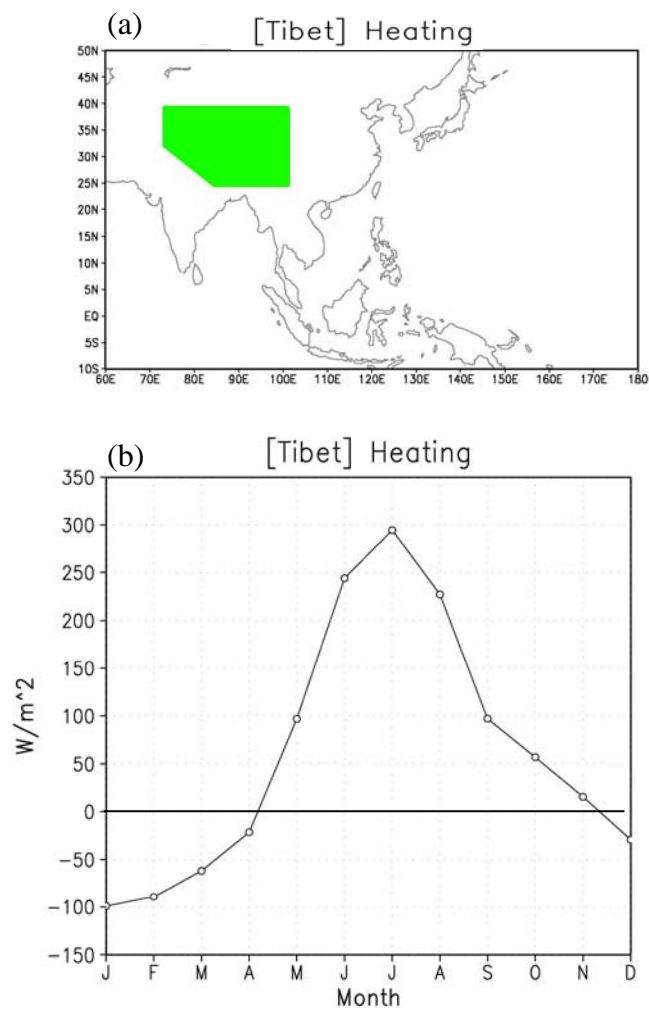 (a)
[Tibet] Heating
50N
45N
40N
35N
30N
25N
20N
15N
10N
5N
EQ
5S
10S
60E 70E 80E 90E 100E 110E 120E 130E 140E 150E 160E 170E 180
(b)
[Tibet] Heating
350
300
250
200
150
100
50
0
-50
-100
-150
W/m^2
J F M A M J J A S O N D
Month